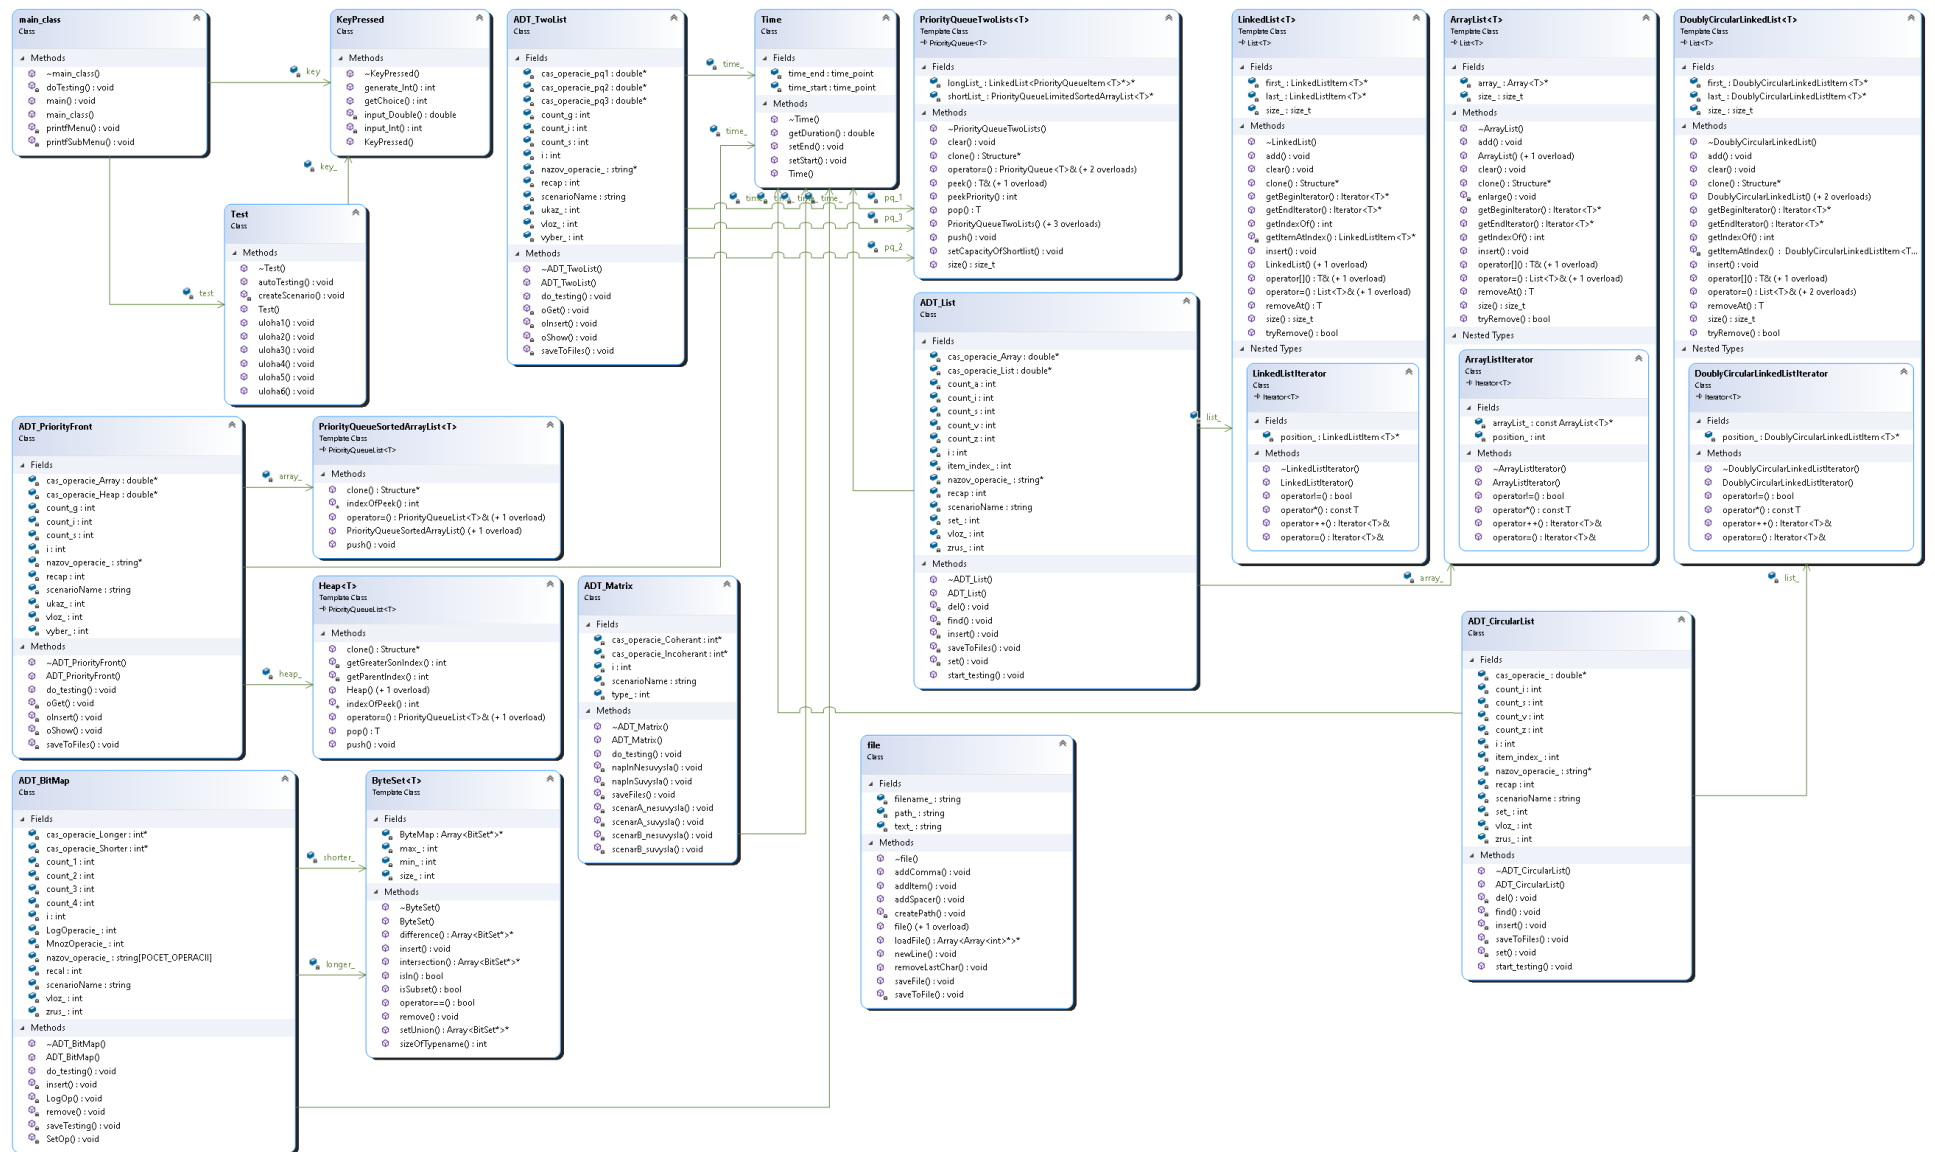 main_class
Class
Methods
~main_class()
doTesting() : void
main() : void
main_class()
printfMenu() : void
printfSubMenu() : void
key
KeyPressed
Class
Methods
~KeyPressed()
generate_Int() : int
getChoice() : int
input_Double() : double
input_Int() : int
KeyPressed()
key_
test
Test
Class
Methods
~Test()
autoTesting() : void
createScenario() : void
Test()
uloha1() : void
uloha2() : void
uloha3() : void
uloha4() : void
uloha5() : void
uloha6() : void
ADT_TwoList
Class
Fields
cas_operacie_pq1 : double*
cas_operacie_pq2 : double*
cas_operacie_pq3 : double*
count_g : int
count_i : int
count_s : int
i : int
nazov_operacie_ : string*
recap : int
scenarioName : string
ukaz_ : int
vloz_ : int
vyber_ : int
Methods
~ADT_TwoList()
ADT_TwoList()
do_testing() : void
oGet() : void
oInsert() : void
oShow() : void
saveToFiles() : void
time_
time_
Time
Class
Fields
time_end : time_point
time_start : time_point
Methods
~Time()
getDuration() : double
setEnd() : void
setStart() : void
Time()
time_
pq_1
pq_3
pq_2
PriorityQueueTwoLists<T>
Template Class
PriorityQueue<T>
Fields
longList_ : LinkedList<PriorityQueueItem<T>*>*
shortList_ : PriorityQueueLimitedSortedArrayList<T>*
Methods
~PriorityQueueTwoLists()
clear() : void
clone() : Structure*
operator=() : PriorityQueue<T>& (+ 2 overloads)
peek() : T& (+ 1 overload)
peekPriority() : int
pop() : T
PriorityQueueTwoLists() (+ 3 overloads)
push() : void
setCapacityOfShortlist() : void
size() : size_t
LinkedList<T>
Template Class
List<T>
Fields
first_ : LinkedListItem<T>*
last_ : LinkedListItem<T>*
size_ : size_t
Methods
~LinkedList()
add() : void
clear() : void
clone() : Structure*
getBeginIterator() : Iterator<T>*
getEndIterator() : Iterator<T>*
getIndexOf() : int
getItemAtIndex() : LinkedListItem<T>*
insert() : void
LinkedList() (+ 1 overload)
operator[]() : T& (+ 1 overload)
operator=() : List<T>& (+ 1 overload)
removeAt() : T
size() : size_t
tryRemove() : bool
Nested Types
LinkedListIterator
Class
Iterator<T>
Fields
position_ : LinkedListItem<T>*
Methods
~LinkedListIterator()
LinkedListIterator()
operator!=() : bool
operator*() : const T
operator++() : Iterator<T>&
operator=() : Iterator<T>&
ArrayList<T>
Template Class
List<T>
Fields
array_ : Array<T>*
size_ : size_t
Methods
~ArrayList()
add() : void
ArrayList() (+ 1 overload)
clear() : void
clone() : Structure*
enlarge() : void
getBeginIterator() : Iterator<T>*
getEndIterator() : Iterator<T>*
getIndexOf() : int
insert() : void
operator[]() : T& (+ 1 overload)
operator=() : List<T>& (+ 1 overload)
removeAt() : T
size() : size_t
tryRemove() : bool
Nested Types
ArrayListIterator
Class
Iterator<T>
Fields
arrayList_ : const ArrayList<T>*
position_ : int
Methods
~ArrayListIterator()
ArrayListIterator()
operator!=() : bool
operator*() : const T
operator++() : Iterator<T>&
operator=() : Iterator<T>&
DoublyCircularLinkedList<T>
Template Class
List<T>
Fields
first_ : DoublyCircularLinkedListItem<T>*
last_ : DoublyCircularLinkedListItem<T>*
size_ : size_t
Methods
~DoublyCircularLinkedList()
add() : void
clear() : void
clone() : Structure*
DoublyCircularLinkedList() (+ 2 overloads)
getBeginIterator() : Iterator<T>*
getEndIterator() : Iterator<T>*
getIndexOf() : int
getItemAtIndex() : DoublyCircularLinkedListItem<T...
insert() : void
operator[]() : T& (+ 1 overload)
operator=() : List<T>& (+ 2 overloads)
removeAt() : T
size() : size_t
tryRemove() : bool
Nested Types
DoublyCircularLinkedListIterator
Class
Iterator<T>
Fields
position_ : DoublyCircularLinkedListItem<T>*
Methods
~DoublyCircularLinkedListIterator()
DoublyCircularLinkedListIterator()
operator!=() : bool
operator*() : const T
operator++() : Iterator<T>&
operator=() : Iterator<T>&
ADT_List
Class
Fields
cas_operacie_Array : double*
cas_operacie_List : double*
count_a : int
count_i : int
count_s : int
count_v : int
count_z : int
i : int
item_index_ : int
nazov_operacie_ : string*
recap : int
scenarioName : string
set_ : int
vloz_ : int
zrus_ : int
Methods
~ADT_List()
ADT_List()
del() : void
find() : void
insert() : void
saveToFiles() : void
set() : void
start_testing() : void
list_
array_
list_
ADT_PriorityFront
Class
Fields
cas_operacie_Array : double*
cas_operacie_Heap : double*
count_g : int
count_i : int
count_s : int
i : int
nazov_operacie_ : string*
recap : int
scenarioName : string
ukaz_ : int
vloz_ : int
vyber_ : int
Methods
~ADT_PriorityFront()
ADT_PriorityFront()
do_testing() : void
oGet() : void
oInsert() : void
oShow() : void
saveToFiles() : void
array_
heap_
PriorityQueueSortedArrayList<T>
Template Class
PriorityQueueList<T>
Methods
clone() : Structure*
indexOfPeek() : int
operator=() : PriorityQueueList<T>& (+ 1 overload)
PriorityQueueSortedArrayList() (+ 1 overload)
push() : void
Heap<T>
Template Class
PriorityQueueList<T>
Methods
clone() : Structure*
getGreaterSonIndex() : int
getParentIndex() : int
Heap() (+ 1 overload)
indexOfPeek() : int
operator=() : PriorityQueueList<T>& (+ 1 overload)
pop() : T
push() : void
ADT_Matrix
Class
Fields
cas_operacie_Coherant : int*
cas_operacie_Incoherant : int*
i : int
scenarioName : string
type_ : int
Methods
~ADT_Matrix()
ADT_Matrix()
do_testing() : void
naplnNesuvysla() : void
naplnSuvysla() : void
saveFiles() : void
scenarA_nesuvysla() : void
scenarA_suvysla() : void
scenarB_nesuvysla() : void
scenarB_suvysla() : void
file
Class
Fields
filename_ : string
path_ : string
text_ : string
Methods
~file()
addComma() : void
addItem() : void
addSpacer() : void
createPath() : void
file() (+ 1 overload)
loadFile() : Array<Array<int>*>*
newLine() : void
removeLastChar() : void
saveFile() : void
saveToFile() : void
ADT_CircularList
Class
Fields
cas_operacie_ : double*
count_i : int
count_s : int
count_v : int
count_z : int
i : int
item_index_ : int
nazov_operacie_ : string*
recap : int
scenarioName : string
set_ : int
vloz_ : int
zrus_ : int
Methods
~ADT_CircularList()
ADT_CircularList()
del() : void
find() : void
insert() : void
saveToFiles() : void
set() : void
start_testing() : void
ADT_BitMap
Class
Fields
cas_operacie_Longer : int*
cas_operacie_Shorter : int*
count_1 : int
count_2 : int
count_3 : int
count_4 : int
i : int
LogOperacie_ : int
MnozOperacie_ : int
nazov_operacie_ : string[POCET_OPERACII]
recal : int
scenarioName : string
vloz_ : int
zrus_ : int
Methods
~ADT_BitMap()
ADT_BitMap()
do_testing() : void
insert() : void
LogOp() : void
remove() : void
saveTesting() : void
SetOp() : void
shorter_
longer_
ByteSet<T>
Template Class
Fields
ByteMap : Array<BitSet*>*
max_ : int
min_ : int
size_ : int
Methods
~ByteSet()
ByteSet()
difference() : Array<BitSet*>*
insert() : void
intersection() : Array<BitSet*>*
isIn() : bool
isSubset() : bool
operator==() : bool
remove() : void
setUnion() : Array<BitSet*>*
sizeOfTypename() : int